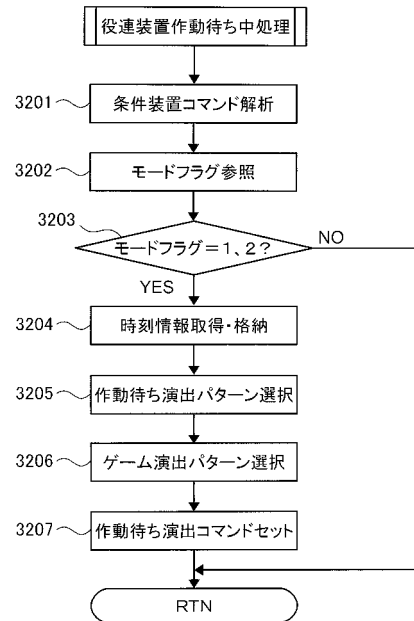 役連装置作動待ち中処理
3201
条件装置コマンド解析
3202
モードフラグ参照
3203
モードフラグ=1、2?
NO
YES
3204
時刻情報取得・格納
3205
作動待ち演出パターン選択
3206
ゲーム演出パターン選択
3207
作動待ち演出コマンドセット
RTN